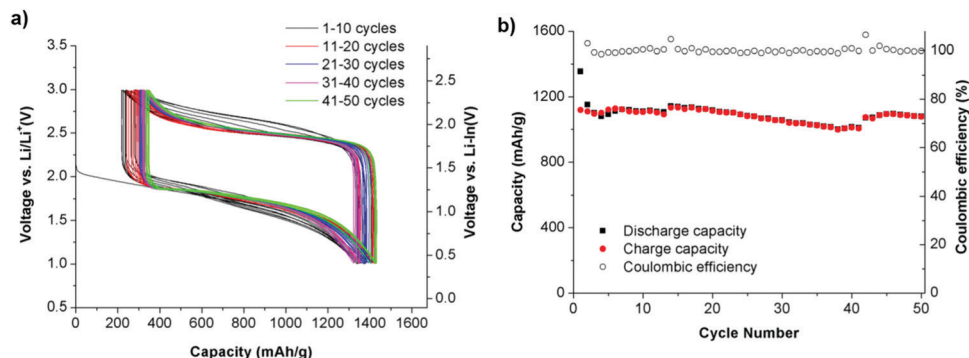 a)
1-10 cycles
11-20 cycles
21-30 cycles
31-40 cycles
41-50 cycles
Voltage vs. Li/Li⁺(V)
3.5
3.0
2.5
2.0
1.5
1.0
0.5
Voltage vs. Li-In(V)
2.5
2.0
1.5
1.0
0.5
0.0
0 200 400 600 800 1000 1200 1400 1600
Capacity (mAh/g)
b)
Capacity (mAh/g)
1600
1200
800
400
0
Coulombic efficiency (%)
100
80
60
40
20
0
Discharge capacity
Charge capacity
Coulombic efficiency
0 10 20 30 40 50
Cycle Number